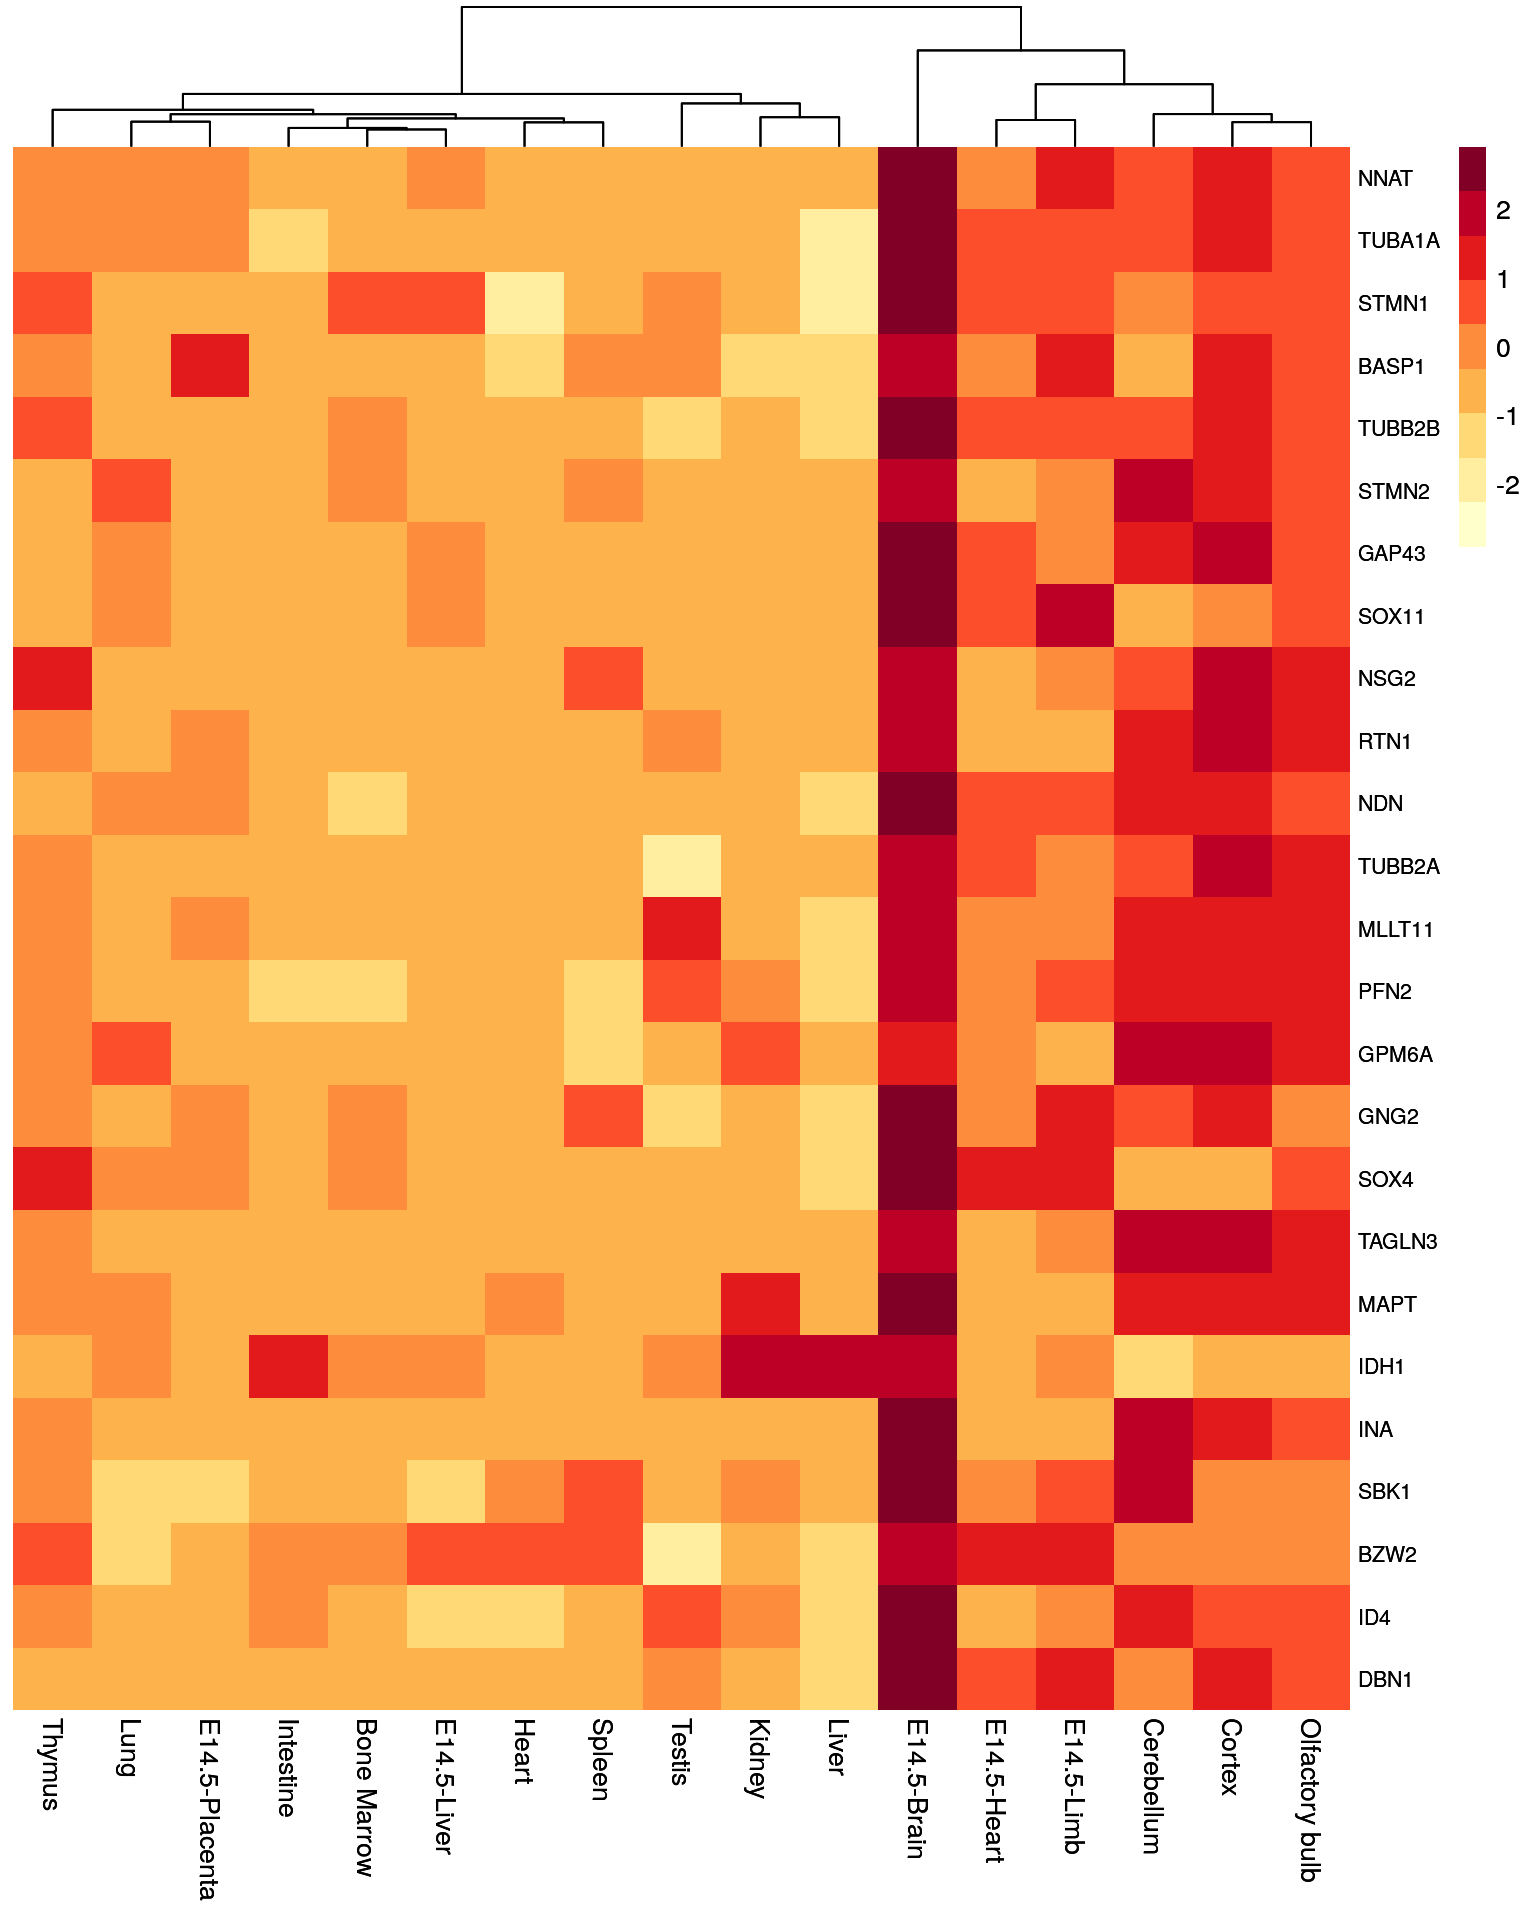 NNAT
TUBA1A
STMN1
BASP1
TUBB2B
STMN2
GAP43
SOX11
NSG2
RTN1
NDN
TUBB2A
MLLT11
PFN2
GPM6A
GNG2
SOX4
TAGLN3
MAPT
IDH1
INA
SBK1
BZW2
ID4
DBN1
2
1
0
-1
-2
Thymus
Lung
E14.5-Placenta
Intestine
Bone Marrow
E14.5-Liver
Heart
Spleen
Testis
Kidney
Liver
E14.5-Brain
E14.5-Heart
E14.5-Limb
Cerebellum
Cortex
Olfactory bulb